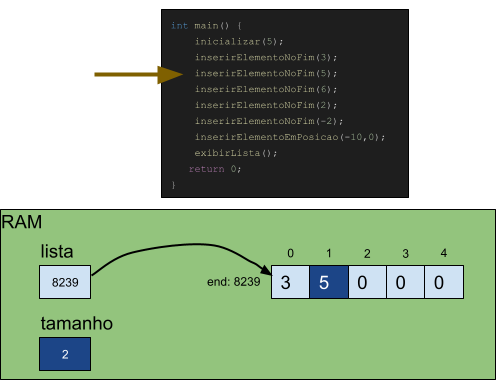 int main() {
inicializar(5);
inserirElementoNoFim(3);
inserirElementoNoFim(5);
inserirElementoNoFim(6);
inserirElementoNoFim(2);
inserirElementoNoFim(-2);
inserirElementoEmPosicao(-10,0);
exibirLista();
return 0;
}
RAM
lista
8239
end: 8239
0 1 2 3 4
3 5 0 0 0
tamanho
2